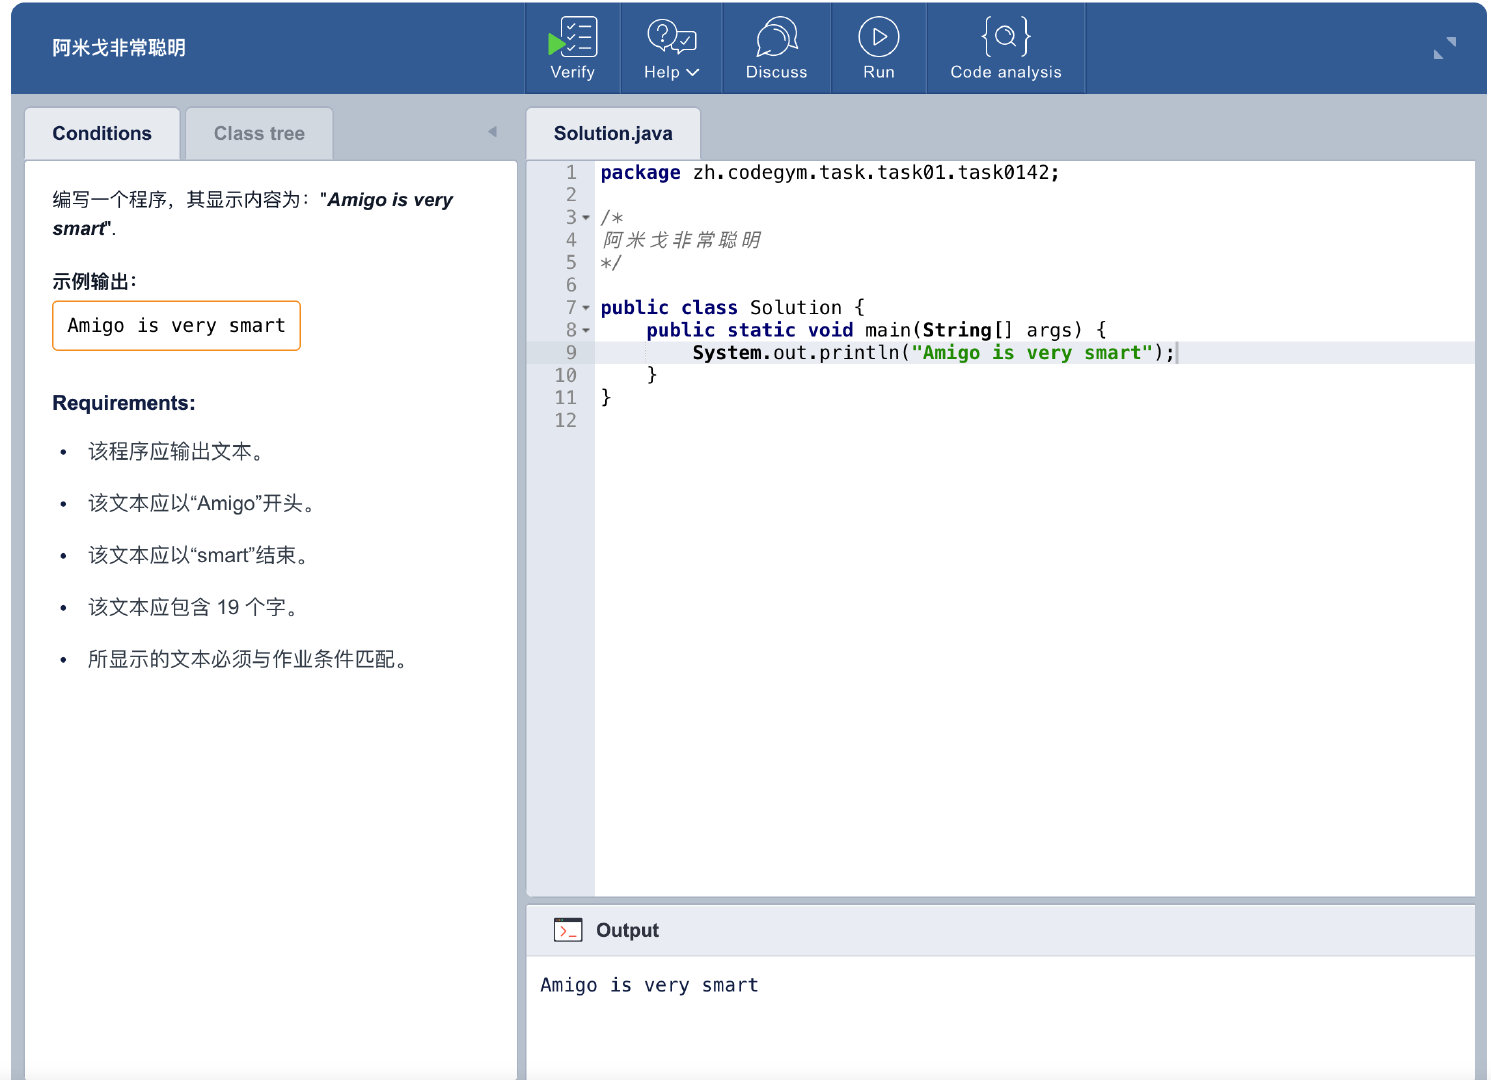 阿米戈非常聪明
Verify
Help
Discuss
Run
Code analysis
Conditions
Class tree
编写一个程序，其显示内容为："Amigo is very
smart".
示例输出：
Amigo is very smart
Requirements:
• 该程序应输出文本。
• 该文本应以“Amigo”开头。
• 该文本应以“smart”结束。
• 该文本应包含 19 个字。
• 所显示的文本必须与作业条件匹配。
Solution.java
1 package zh.codegym.task.task01.task0142;
2
3 /*
4 阿米戈非常聪明
5 */
6
7 public class Solution {
8     public static void main(String[] args) {
9         System.out.println("Amigo is very smart");
10     }
11 }
12
Output
Amigo is very smart